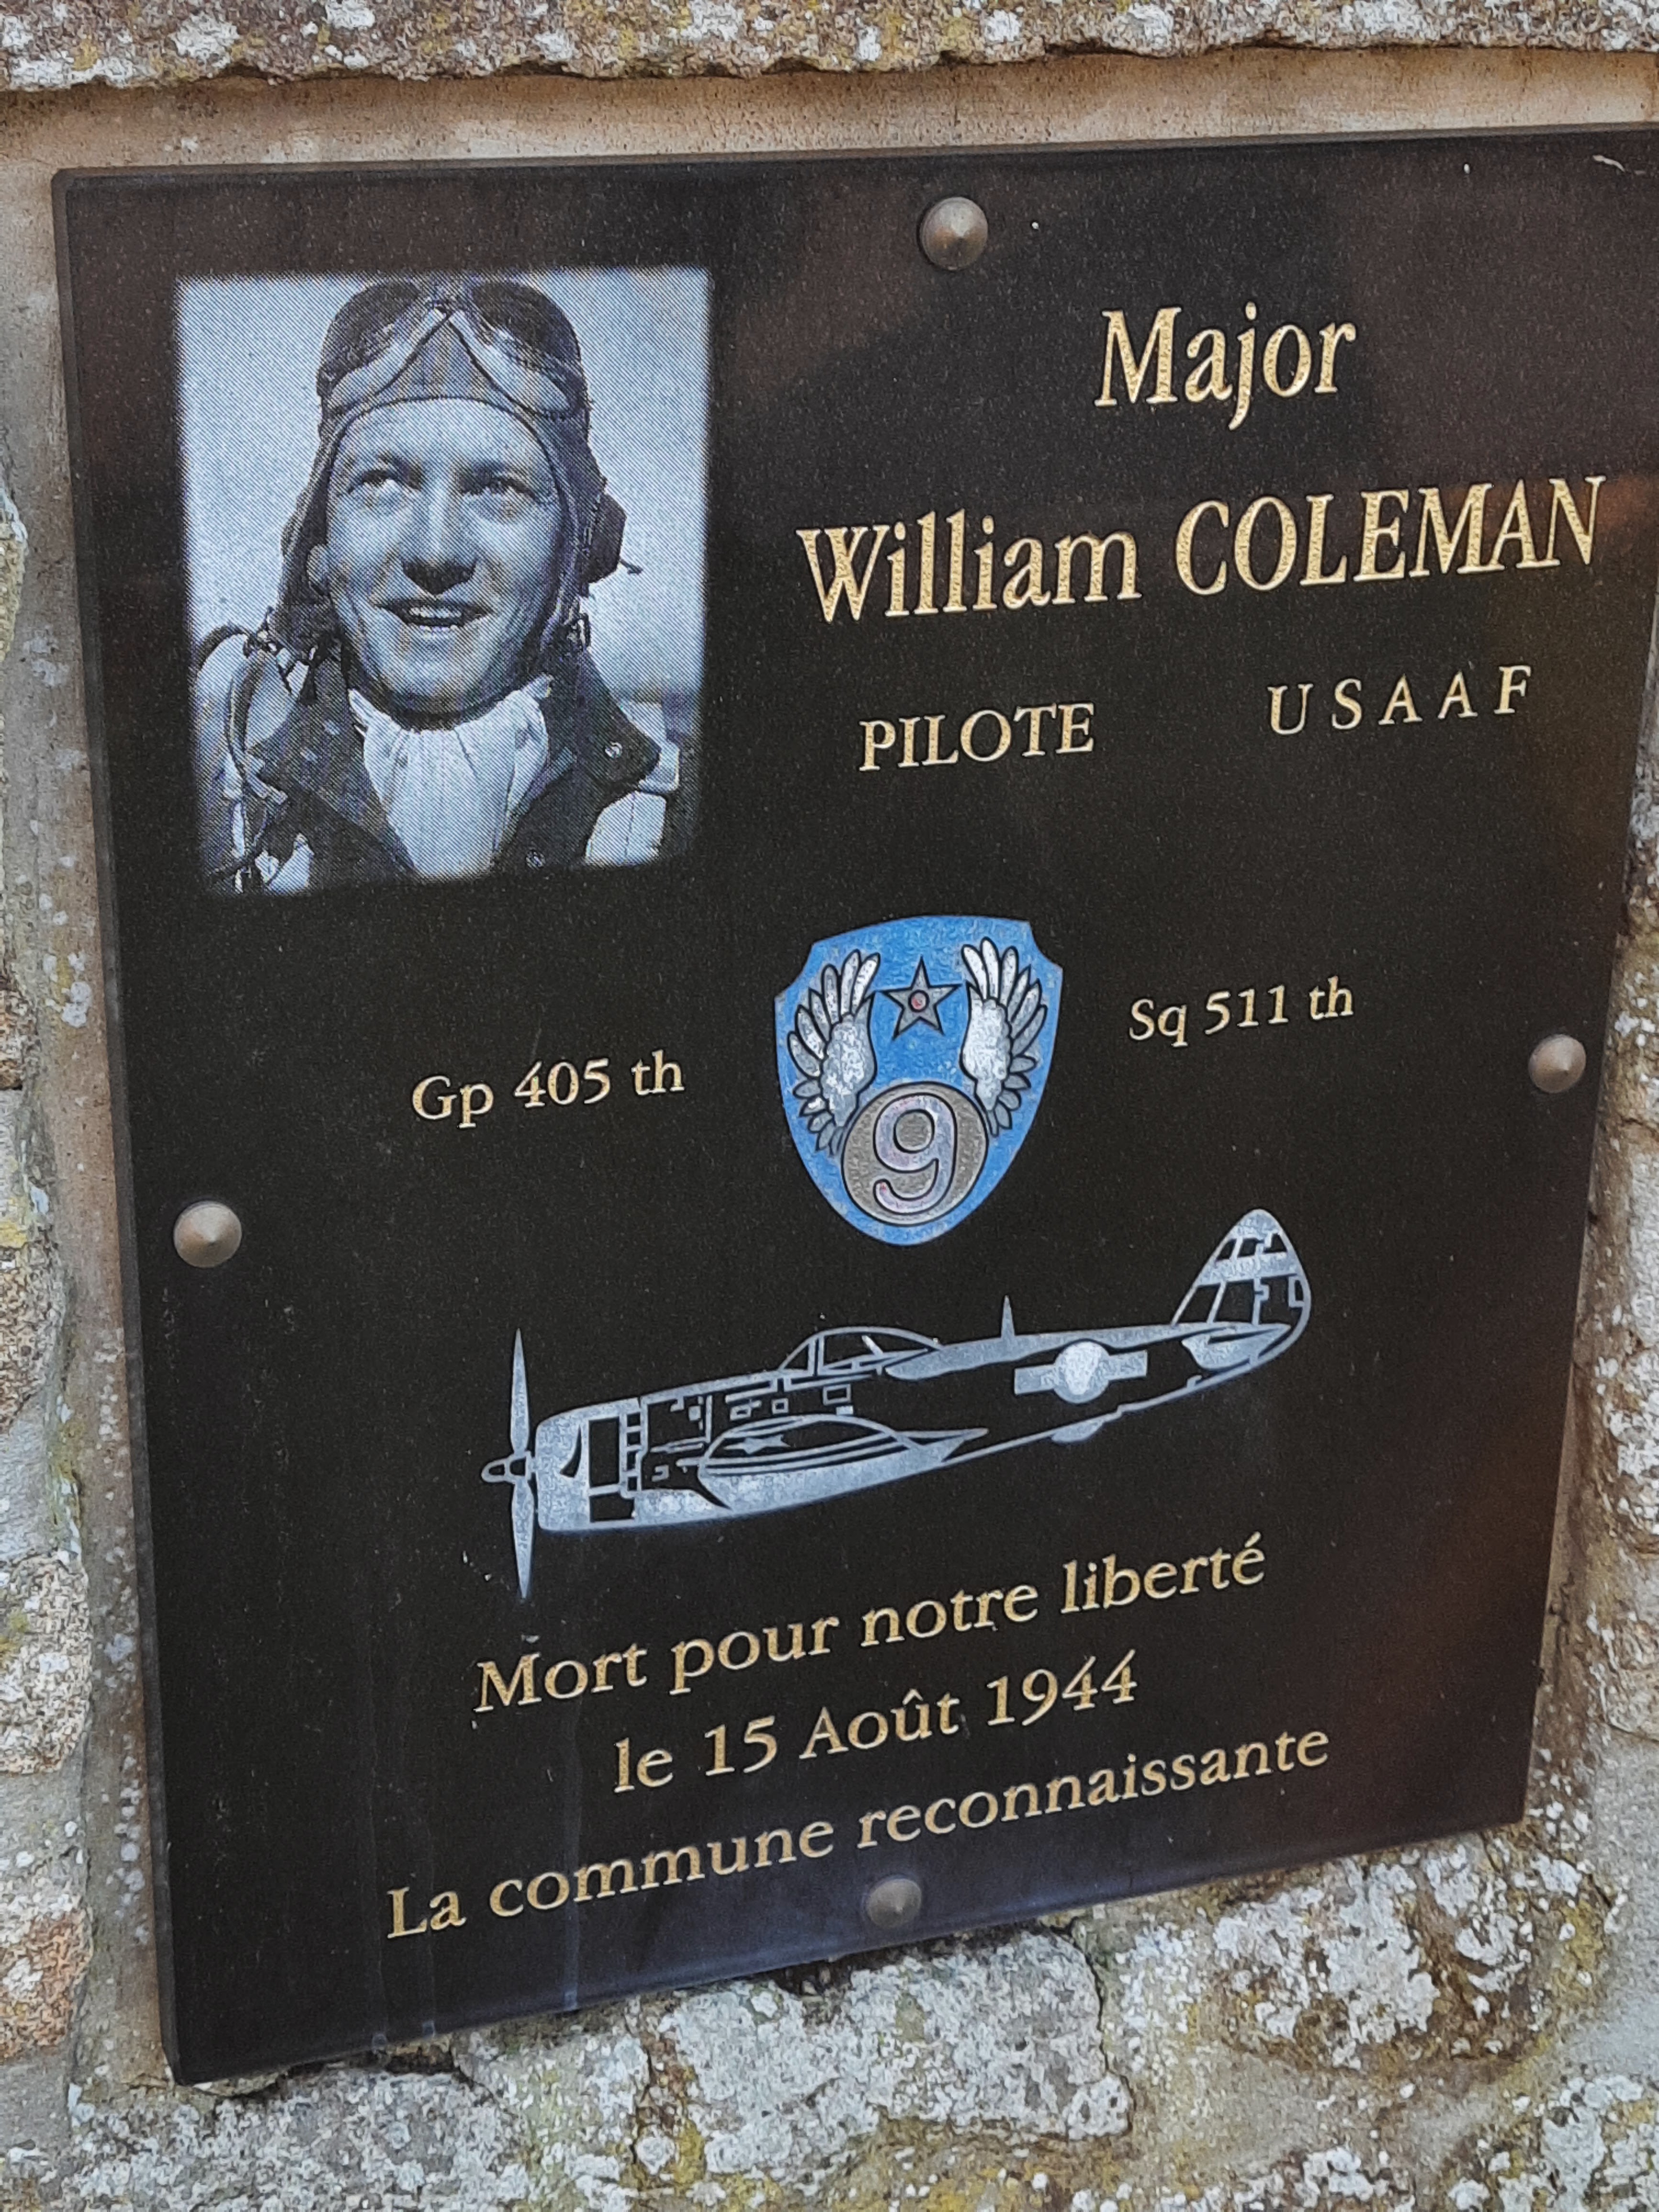 Major
William COLEMAN
PILOTE USAAF
Gp 405 th
Sq 511 th
9
Mort pour notre liberté
le 15 Août 1944
La commune reconnaissante